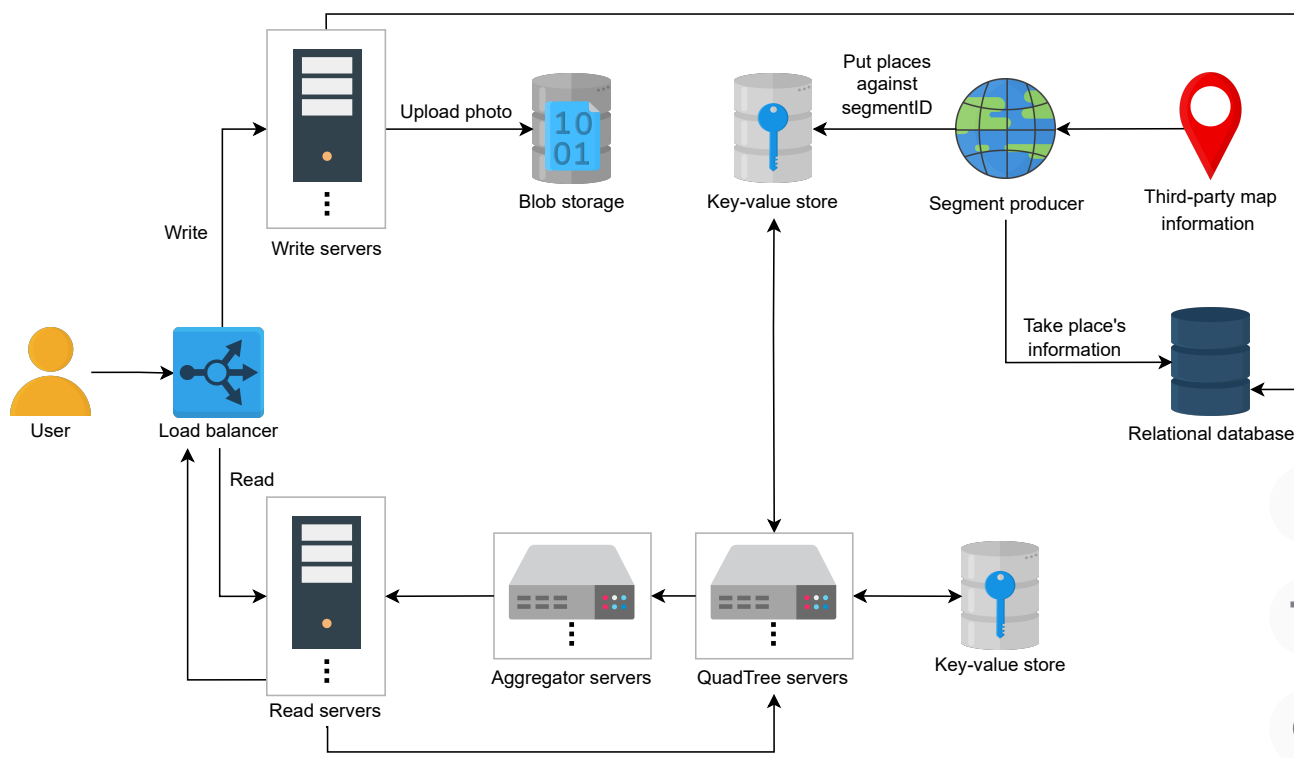 Put places
against
segmentID
Upload photo
10
01
Blob storage
Key-value store
Segment producer
Third-party map
information
Write
Write servers
Take place's
information
User
Load balancer
Relational database
Read
Aggregator servers
QuadTree servers
Key-value store
Read servers